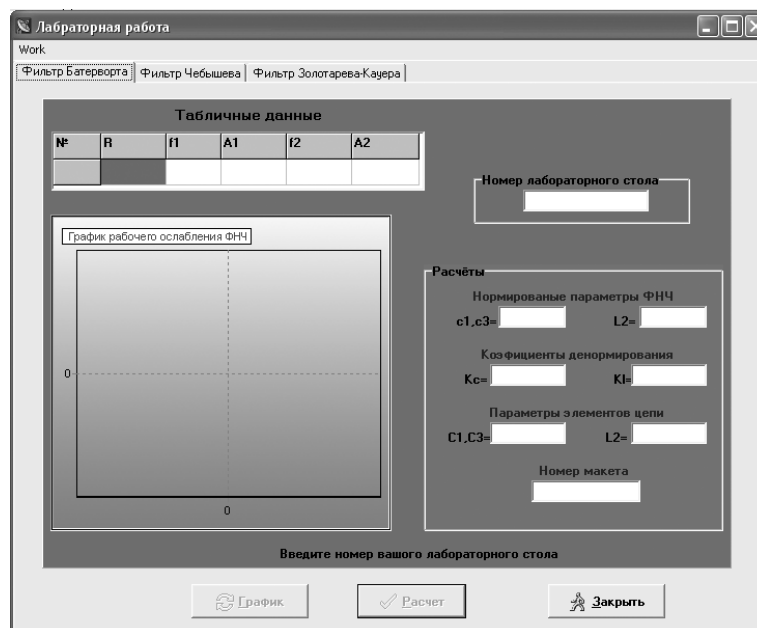 Лабраторная работа
Work
Фильтр Батерворта Фильтр Чебышева Фильтр Золотарева-Кауера
Табличные данные
№ R f1 A1 f2 A2
Номер лабораторного стола
График рабочего ослабления ФНЧ
0
0
Расчёты
Нормированые параметры ФНЧ
c1,c3= L2=
Коэфициенты денормирования
Kc= Kl=
Параметры элементов цепи
C1,C3= L2=
Номер макета
Введите номер вашого лабораторного стола
График Расчет Закрыть